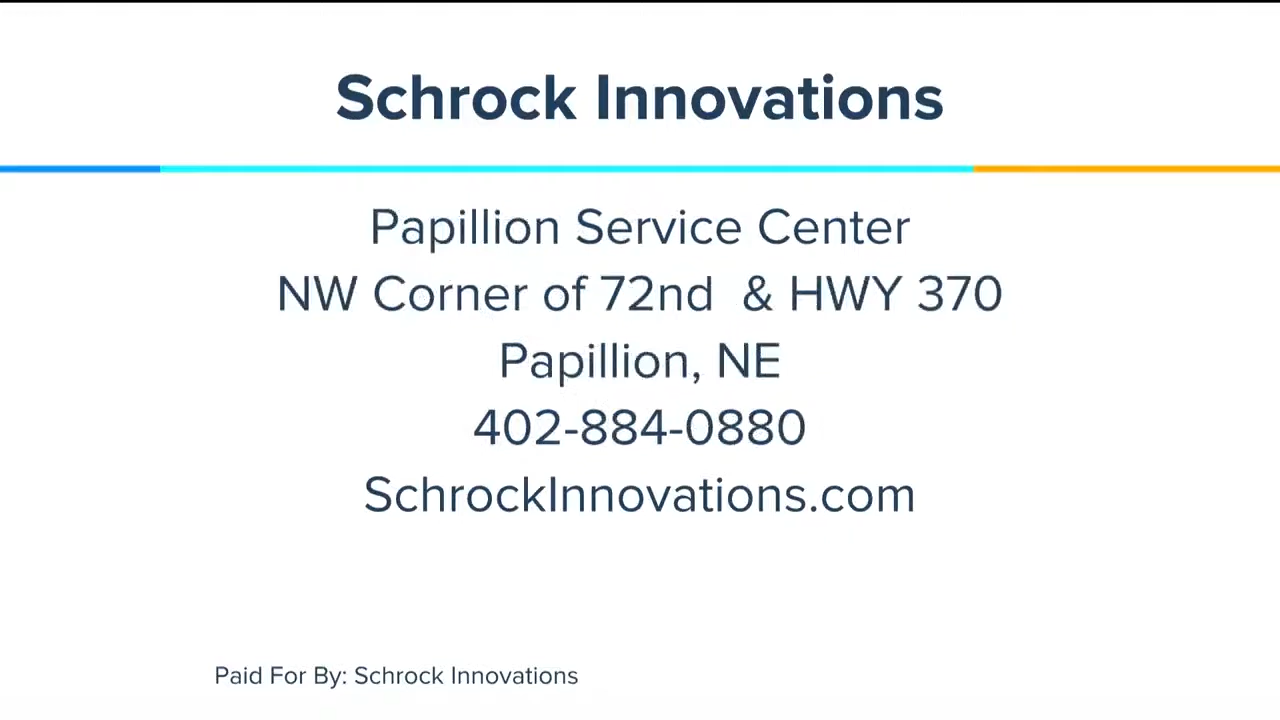 Schrock Innovations
Papillion Service Center
NW Corner of 72nd & HWY 370
Papillion, NE
402-884-0880
SchrockInnovations.com
Paid For By: Schrock Innovations